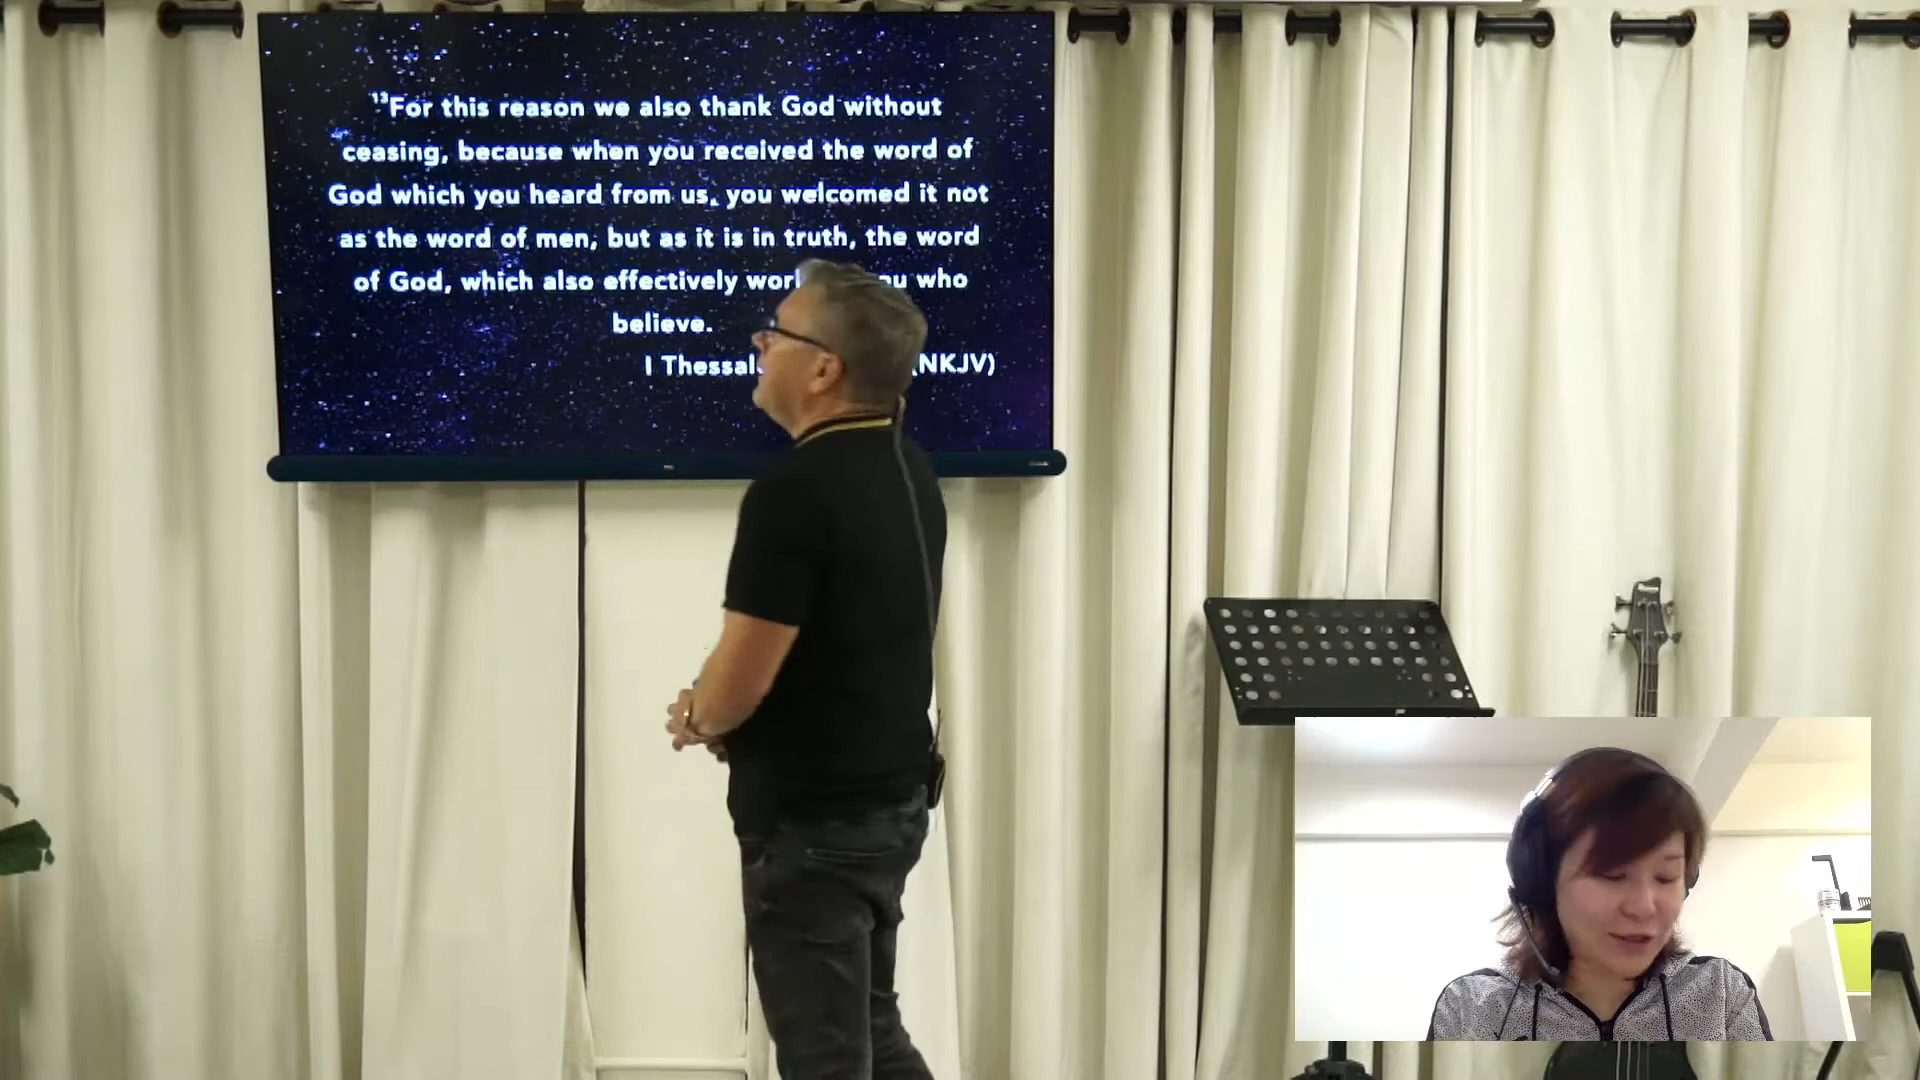 ¹³For this reason we also thank God without
ceasing, because when you received the word of
God which you heard from us, you welcomed it not
as the word of men, but as it is in truth, the word
of God, which also effectively who
believe.
I (NKJV)